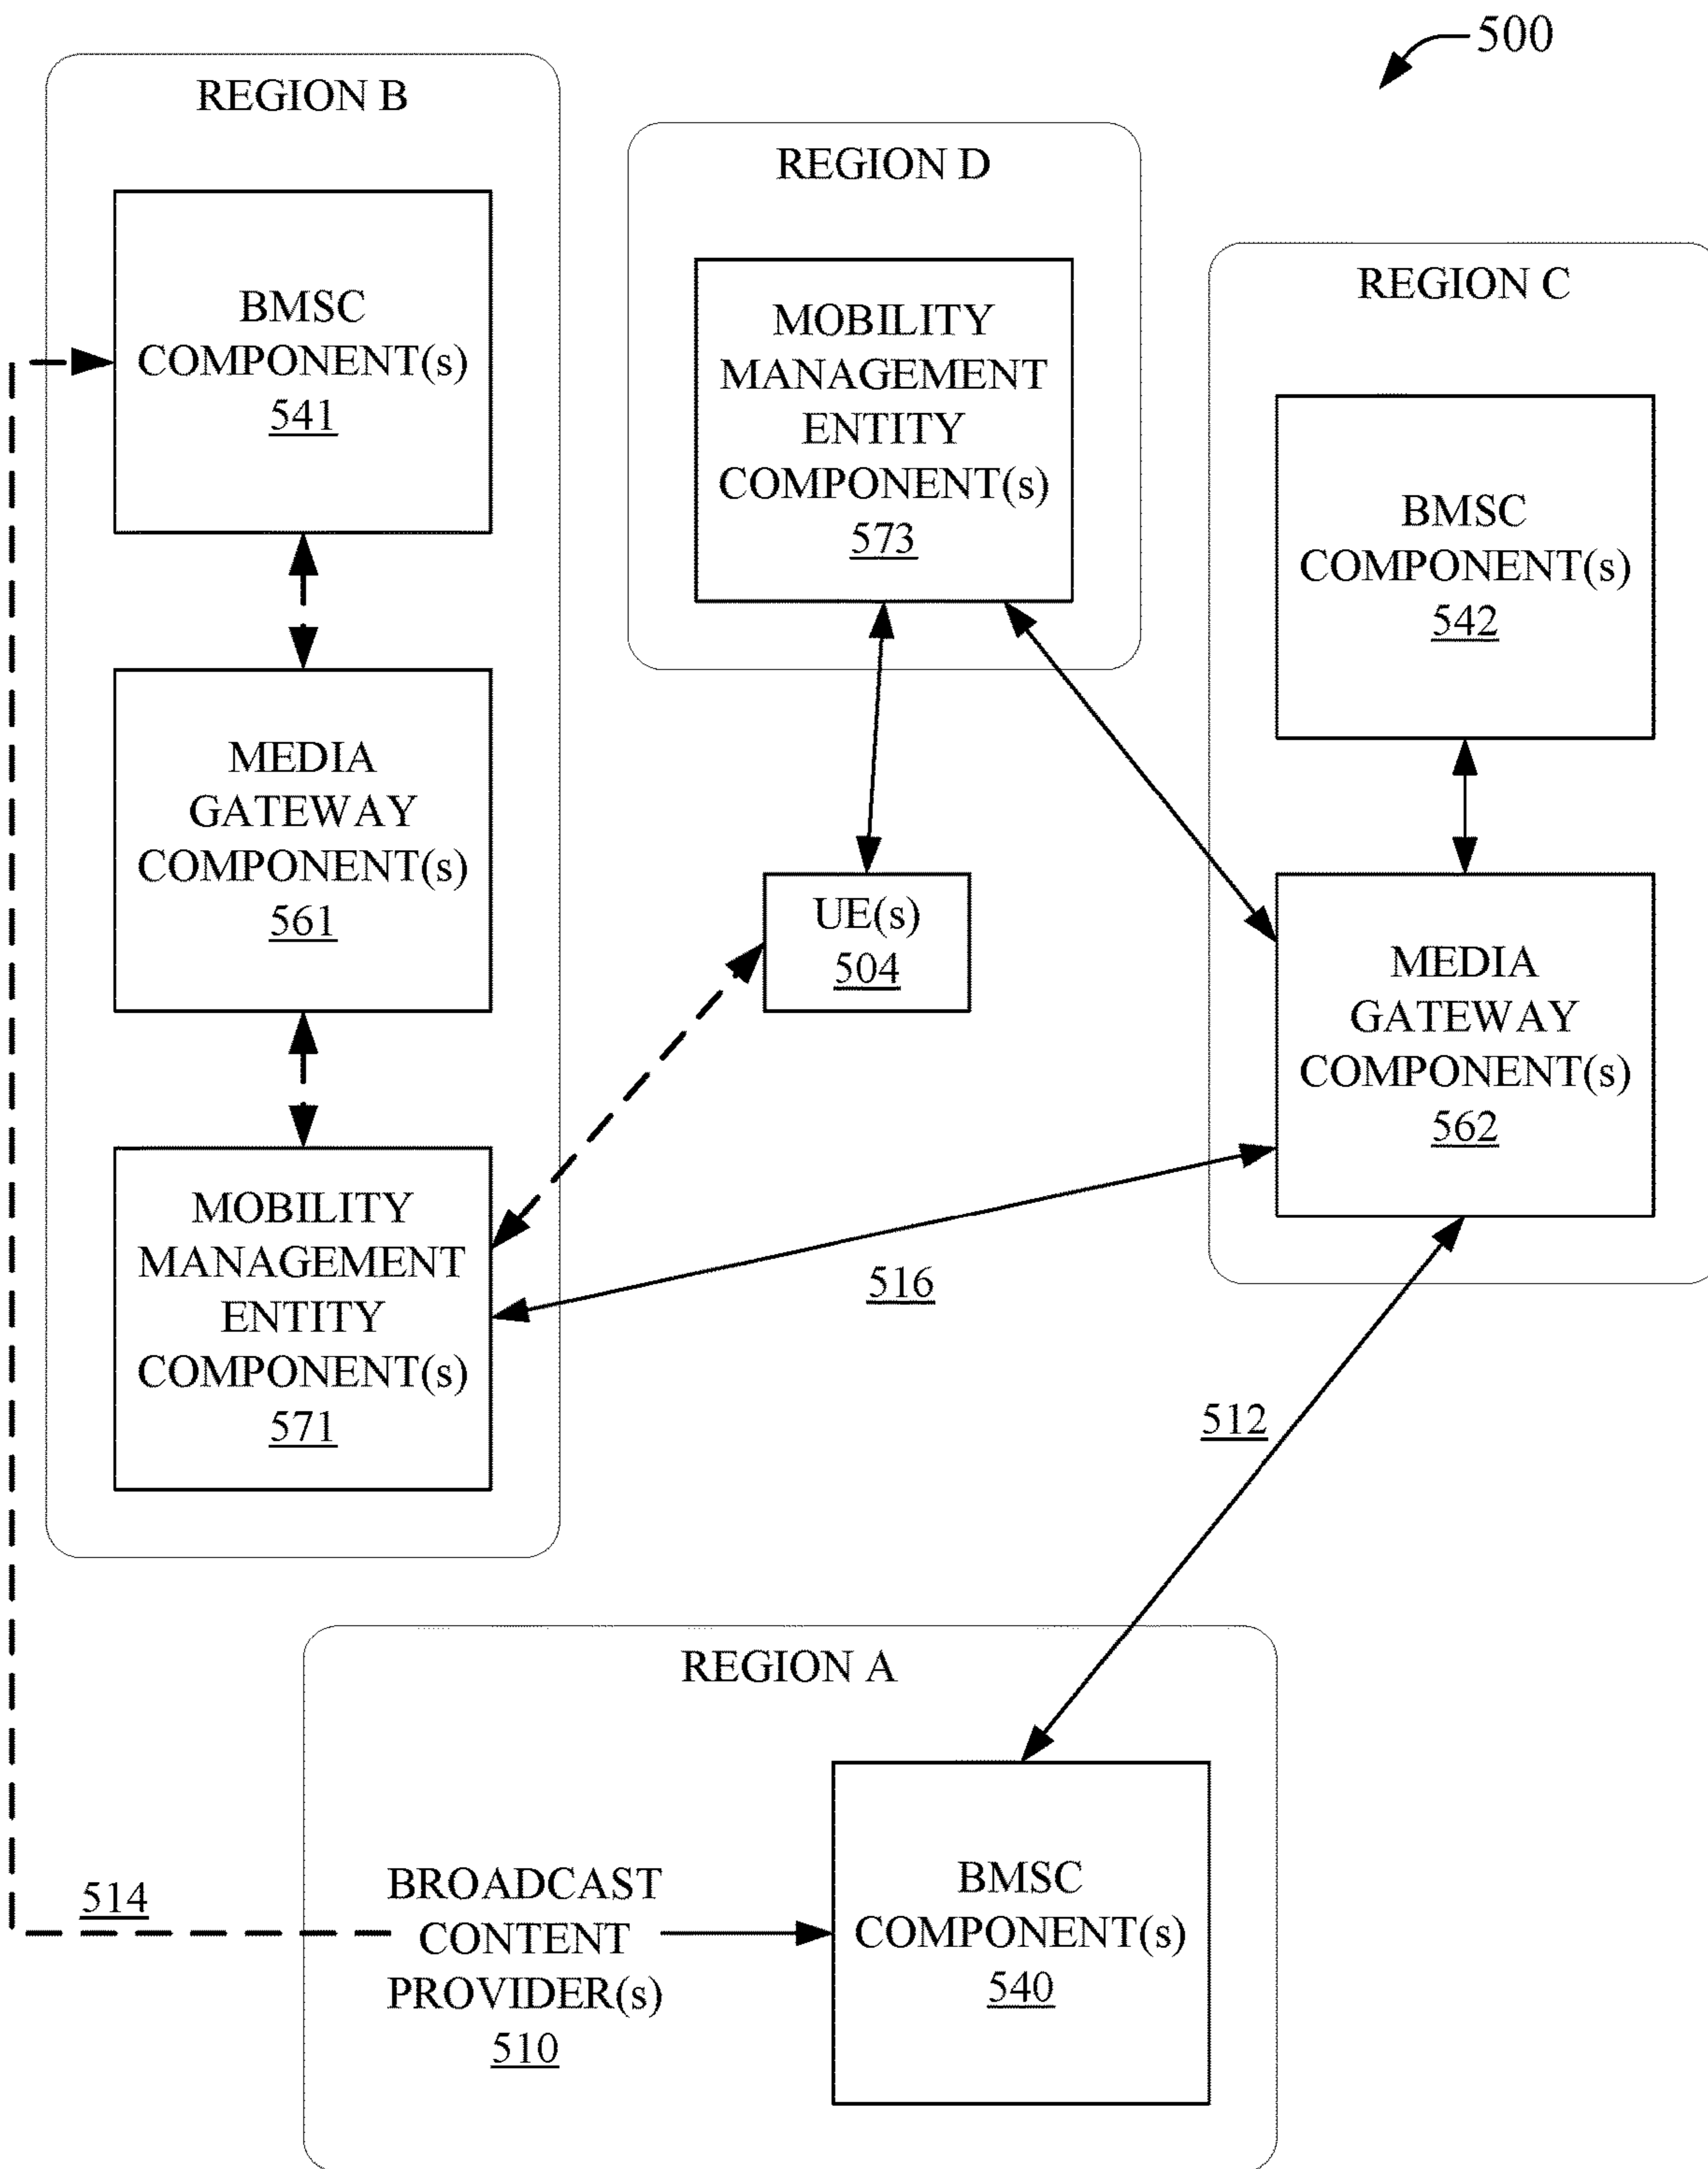 500
REGION B
BMSC
COMPONENT(s)
541
MEDIA
GATEWAY
COMPONENT(s)
561
MOBILITY
MANAGEMENT
ENTITY
COMPONENT(s)
571
REGION D
MOBILITY
MANAGEMENT
ENTITY
COMPONENT(s)
573
UE(s)
504
REGION C
BMSC
COMPONENT(s)
542
MEDIA
GATEWAY
COMPONENT(s)
562
516
512
REGION A
514
BROADCAST
CONTENT
PROVIDER(s)
510
BMSC
COMPONENT(s)
540